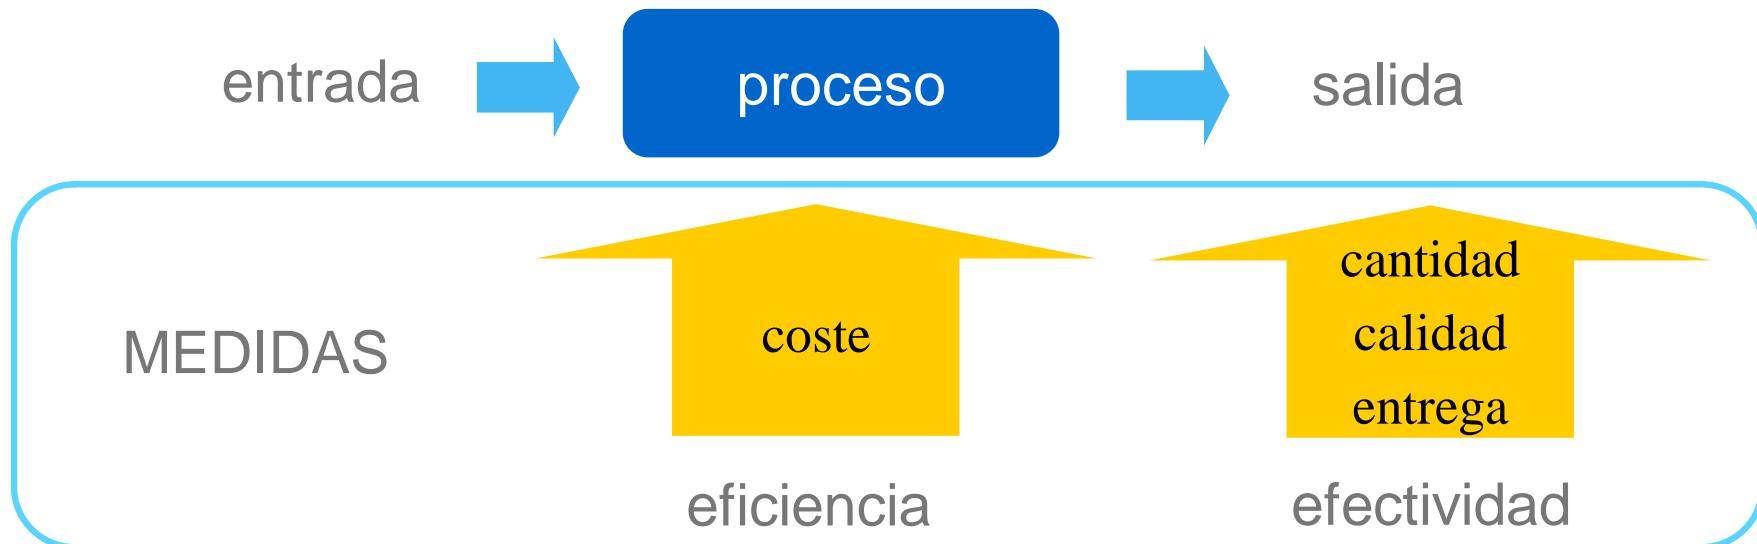 entrada
proceso
salida
MEDIDAS
coste
cantidad
calidad
entrega
eficiencia
efectividad